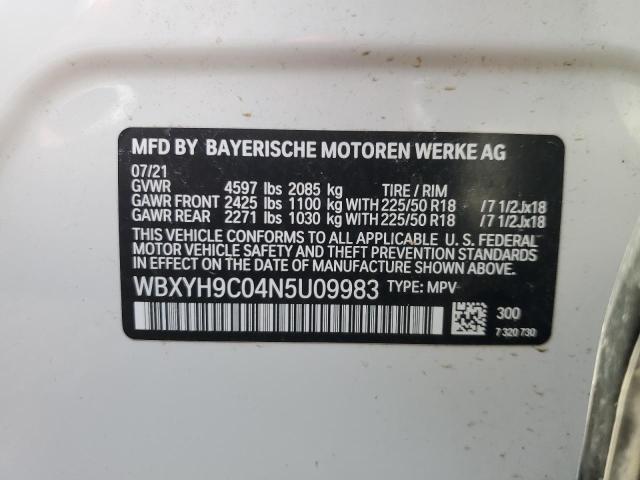 MFD BY BAYERISCHE MOTOREN WERKE AG
07/21
GVWR 4597 lbs 2085 kg TIRE / RIM
GAWR FRONT 2425 lbs 1100 kg WITH 225/50 R18 /7 1/2Jx18
GAWR REAR 2271 lbs 1030 kg WITH 225/50 R18 /7 1/2Jx18
THIS VEHICLE CONFORMS TO ALL APPLICABLE U.S. FEDERAL
MOTOR VEHICLE SAFETY, BUMPER, AND THEFT PREVENTION
STANDARDS IN EFFECT ON THE DATE OF MANUFACTURE SHOWN ABOVE.
WBXYH9C04N5U09983 TYPE: MPV
300
7 320 730